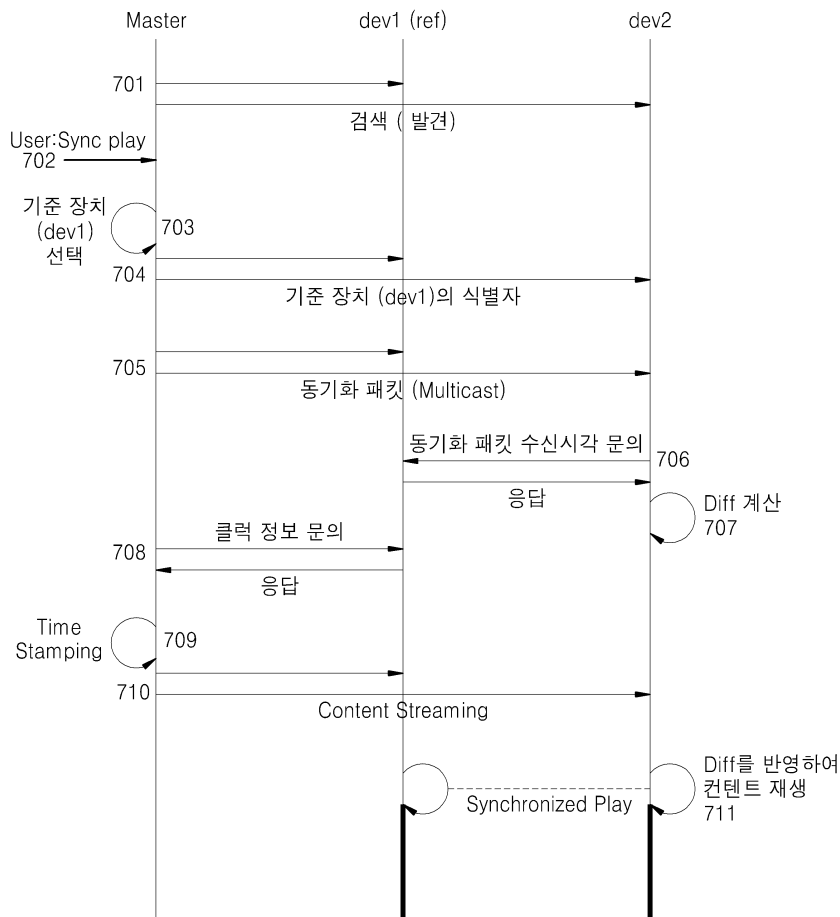 Master
dev1 (ref)
dev2
701
검색 ( 발견)
User:Sync play
702
기준 장치
(dev1)
선택
703
704
기준 장치 (dev1)의 식별자
705
동기화 패킷 (Multicast)
동기화 패킷 수신시각 문의
706
응답
Diff 계산
707
클럭 정보 문의
708
응답
Time
Stamping
709
710
Content Streaming
Diff를 반영하여
컨텐트 재생
711
Synchronized Play